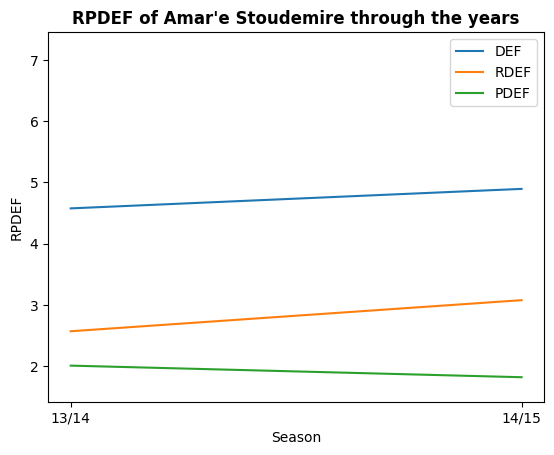 RPDEF of Amar'e Stoudemire through the years
DEF
RDEF
PDEF
7
6
5
4
3
2
RPDEF
13/14
14/15
Season